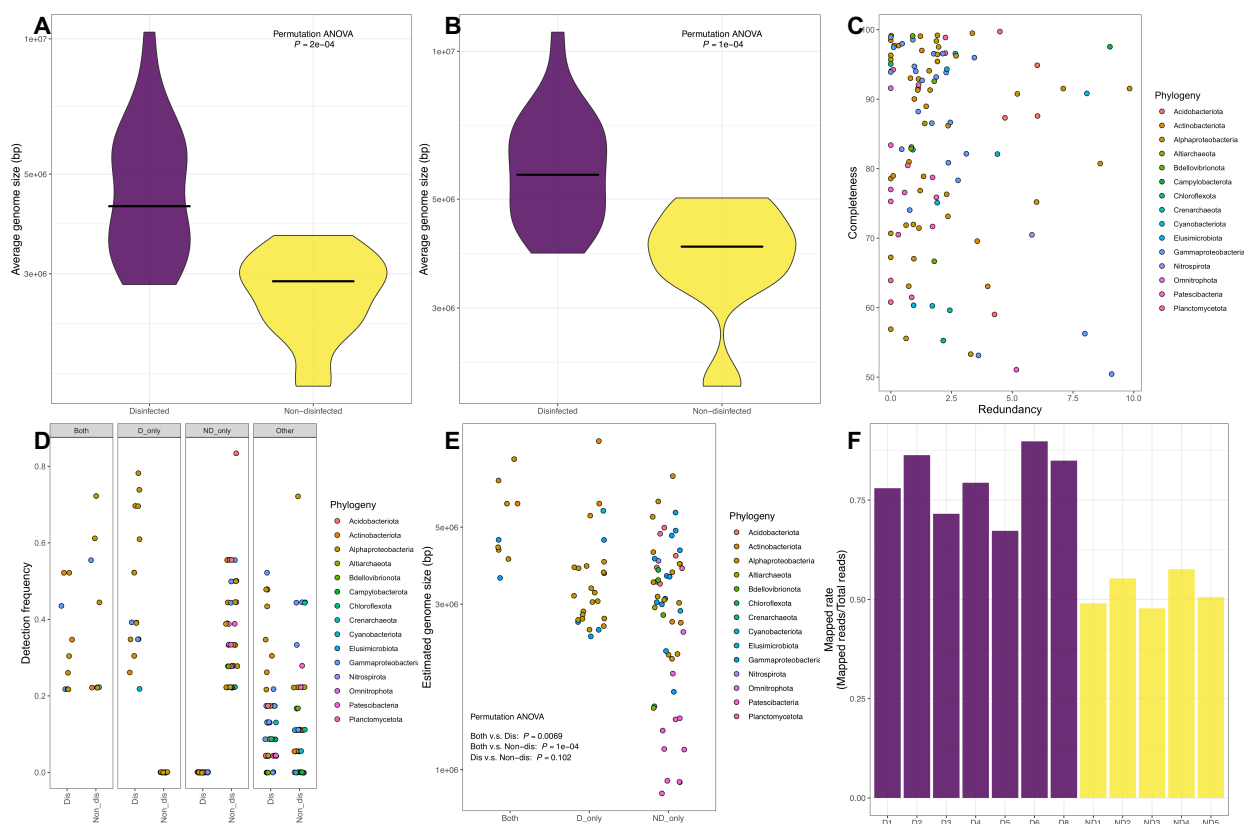 A
Permutation ANOVA
P = 2e−04
Average genome size (bp)
1e+07
5e+06
3e+06
Disinfected
Non−disinfected
B
Permutation ANOVA
P = 1e−04
Average genome size (bp)
1e+07
5e+06
3e+06
Disinfected
Non−disinfected
C
Completeness
100
90
80
70
60
50
0.0
2.5
5.0
7.5
10.0
Redundancy
Phylogeny
Acidobacteriota
Actinobacteriota
Alphaproteobacteria
Altiarchaeota
Bdellovibrionota
Campylobacterota
Chloroflexota
Crenarchaeota
Cyanobacteriota
Elusimicrobiota
Gammaproteobacteria
Nitrospirota
Omnitrophota
Patescibacteria
Planctomycetota
D
Both
D_only
ND_only
Other
Detection frequency
0.8
0.6
0.4
0.2
0.0
Dis
Non_dis
Dis
Non_dis
Dis
Non_dis
Dis
Non_dis
Phylogeny
Acidobacteriota
Actinobacteriota
Alphaproteobacteria
Altiarchaeota
Bdellovibrionota
Campylobacterota
Chloroflexota
Crenarchaeota
Cyanobacteriota
Elusimicrobiota
Gammaproteobacteria
Nitrospirota
Omnitrophota
Patescibacteria
Planctomycetota
E
Estimated genome size (bp)
5e+06
3e+06
1e+06
Permutation ANOVA
Both v.s. Dis: P = 0.0069
Both v.s. Non−dis: P = 1e−04
Dis v.s. Non−dis: P = 0.102
Both
D_only
ND_only
Phylogeny
Acidobacteriota
Actinobacteriota
Alphaproteobacteria
Altiarchaeota
Bdellovibrionota
Chloroflexota
Crenarchaeota
Cyanobacteriota
Elusimicrobiota
Gammaproteobacteria
Nitrospirota
Omnitrophota
Patescibacteria
Planctomycetota
F
Mapped rate
(Mapped reads/Total reads)
0.75
0.50
0.25
0.00
D1
D2
D3
D4
D5
D6
D8
ND1
ND2
ND3
ND4
ND5